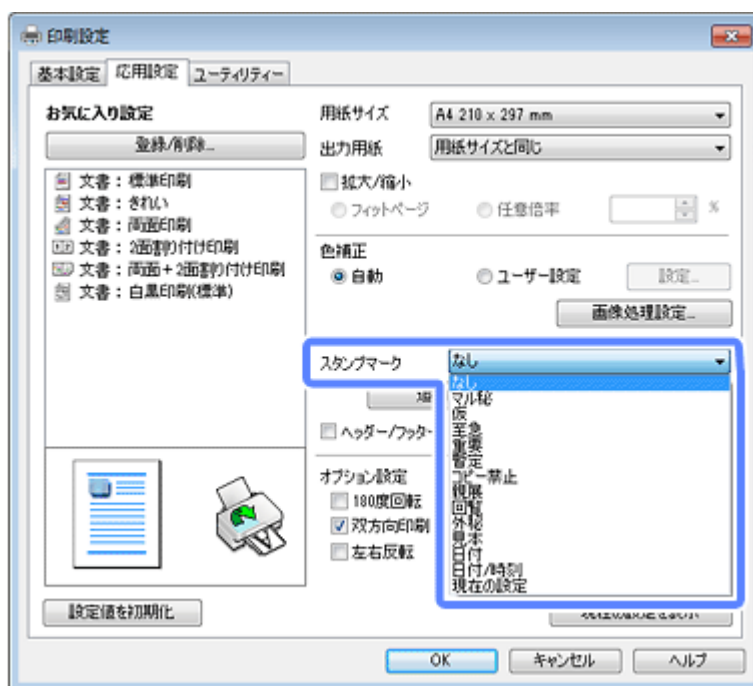 印刷設定
基本設定 応用設定 ユーティリティー
お気に入り設定
登録/削除...
文書：標準印刷
文書：きれい
文書：両面印刷
文書：2面割り付け印刷
文書：両面＋2面割り付け印刷
文書：白黒印刷(標準)
設定値を初期化
用紙サイズ A4 210 x 297 mm
出力用紙 用紙サイズと同じ
拡大/縮小
フィットページ 任意倍率 %
色補正
自動 ユーザー設定 設定...
画像処理設定...
スタンプマーク なし
なし
マル秘
仮
至急
重要
暫定
コピー禁止
親展
回覧
外秘
見本
日付
日付/時刻
現在の設定
ヘッダー/フッター
オプション設定
180度回転
双方向印刷
左右反転
OK キャンセル ヘルプ